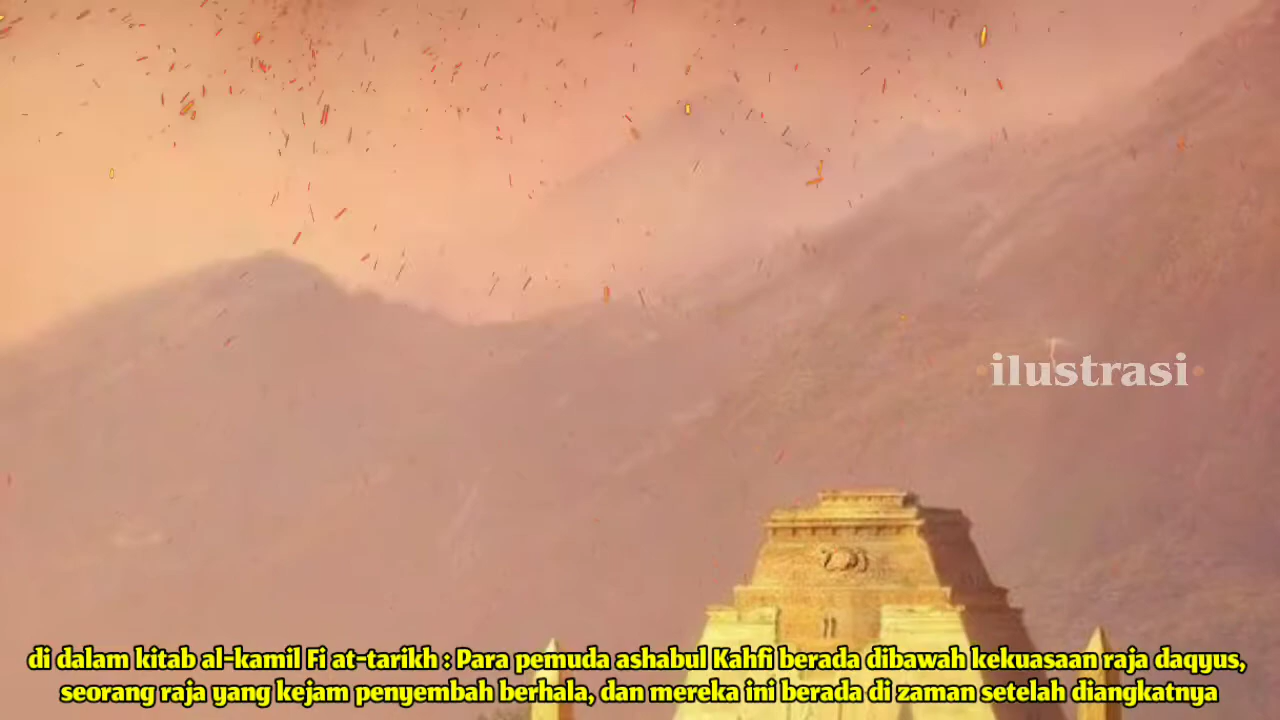 •ilustrasi•
di dalam kitab al-kamil Fi at-tarikh : Para pemuda ashabul Kahfi berada dibawah kekuasaan raja daqyus,
seorang raja yang kejam penyembah berhala, dan mereka ini berada di zaman setelah diangkatnya